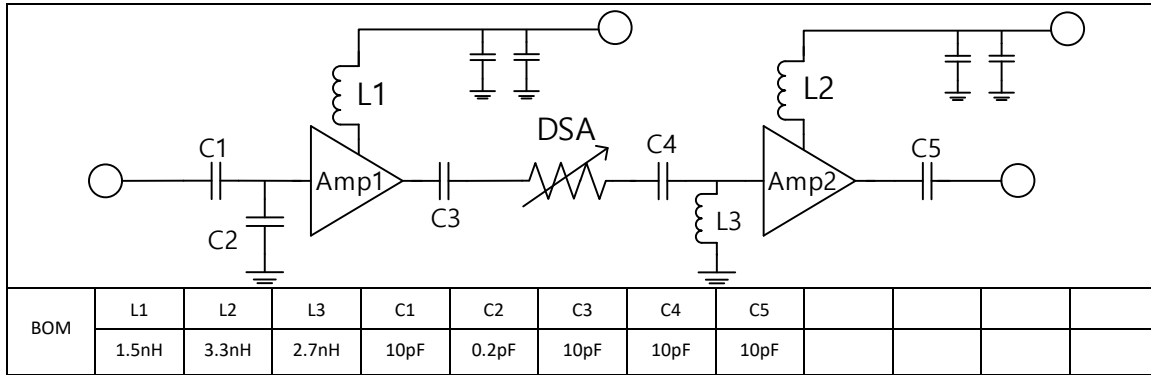 L1
L2
DSA
C1
C4
C5
Amp1
Amp2
C2
C3
L3
BOM L1 L2 L3 C1 C2 C3 C4 C5
1.5nH 3.3nH 2.7nH 10pF 0.2pF 10pF 10pF 10pF